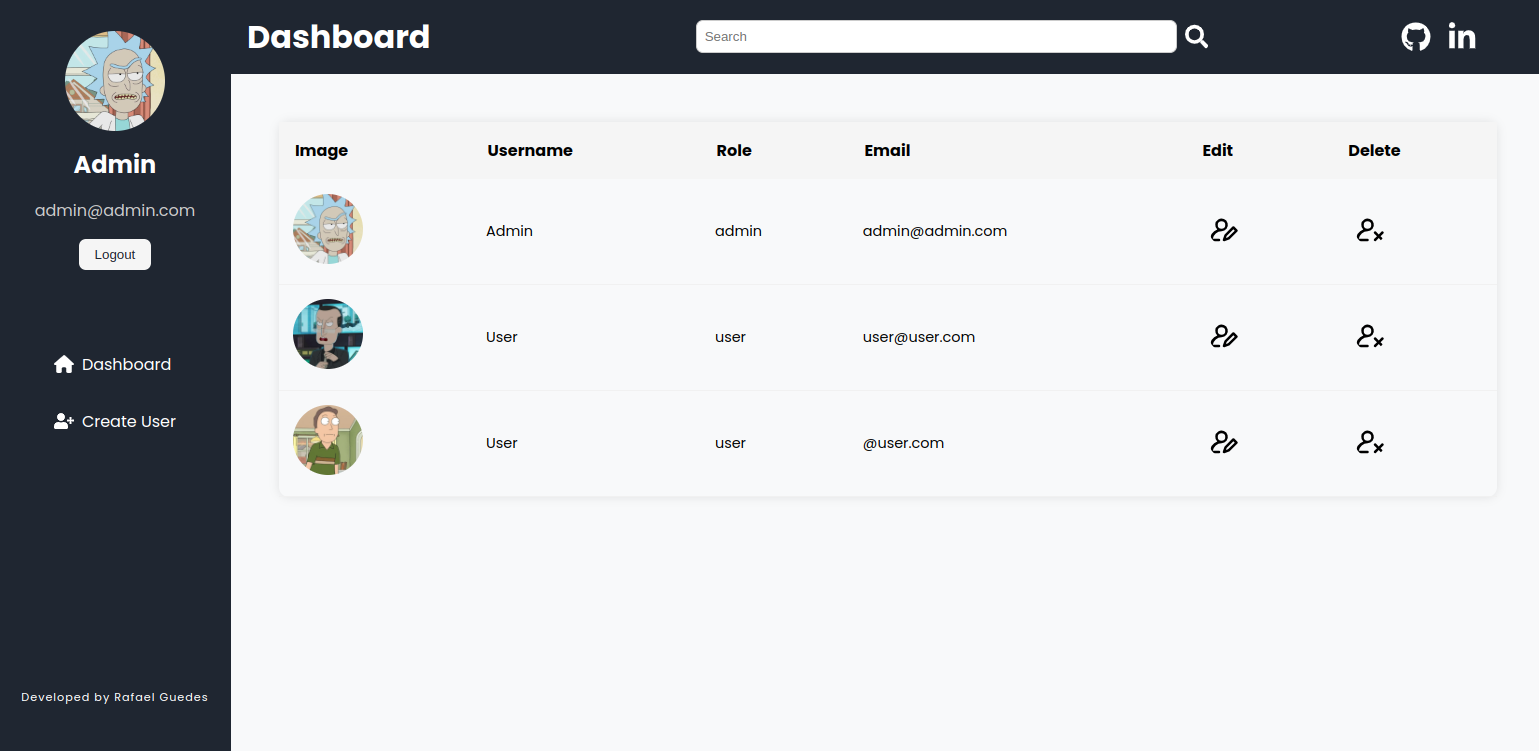 Admin
admin@admin.com
Logout
Dashboard
Create User
Developed by Rafael Guedes
Dashboard
Search
in
Image Username Role Email Edit Delete
Admin admin admin@admin.com
User user user@user.com
User user @user.com